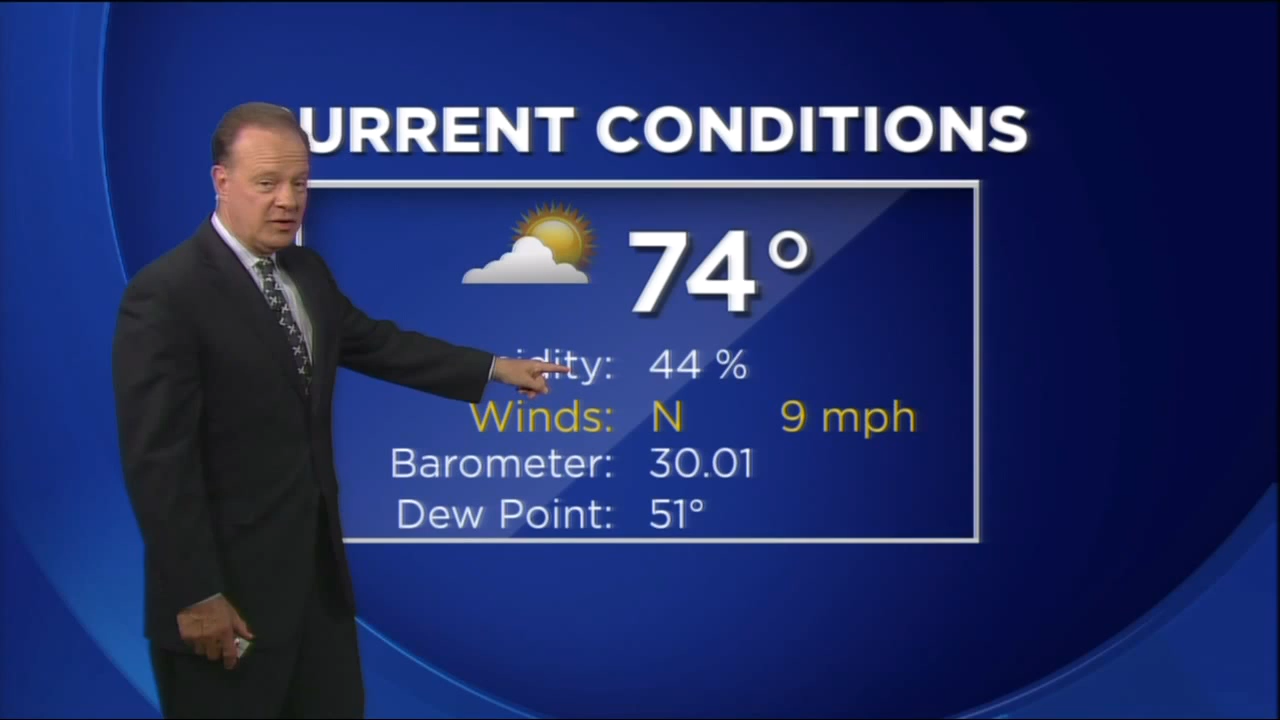 URRENT CONDITIONS
74°
idity: 44 %
Winds: N 9 mph
Barometer: 30.01
Dew Point: 51°